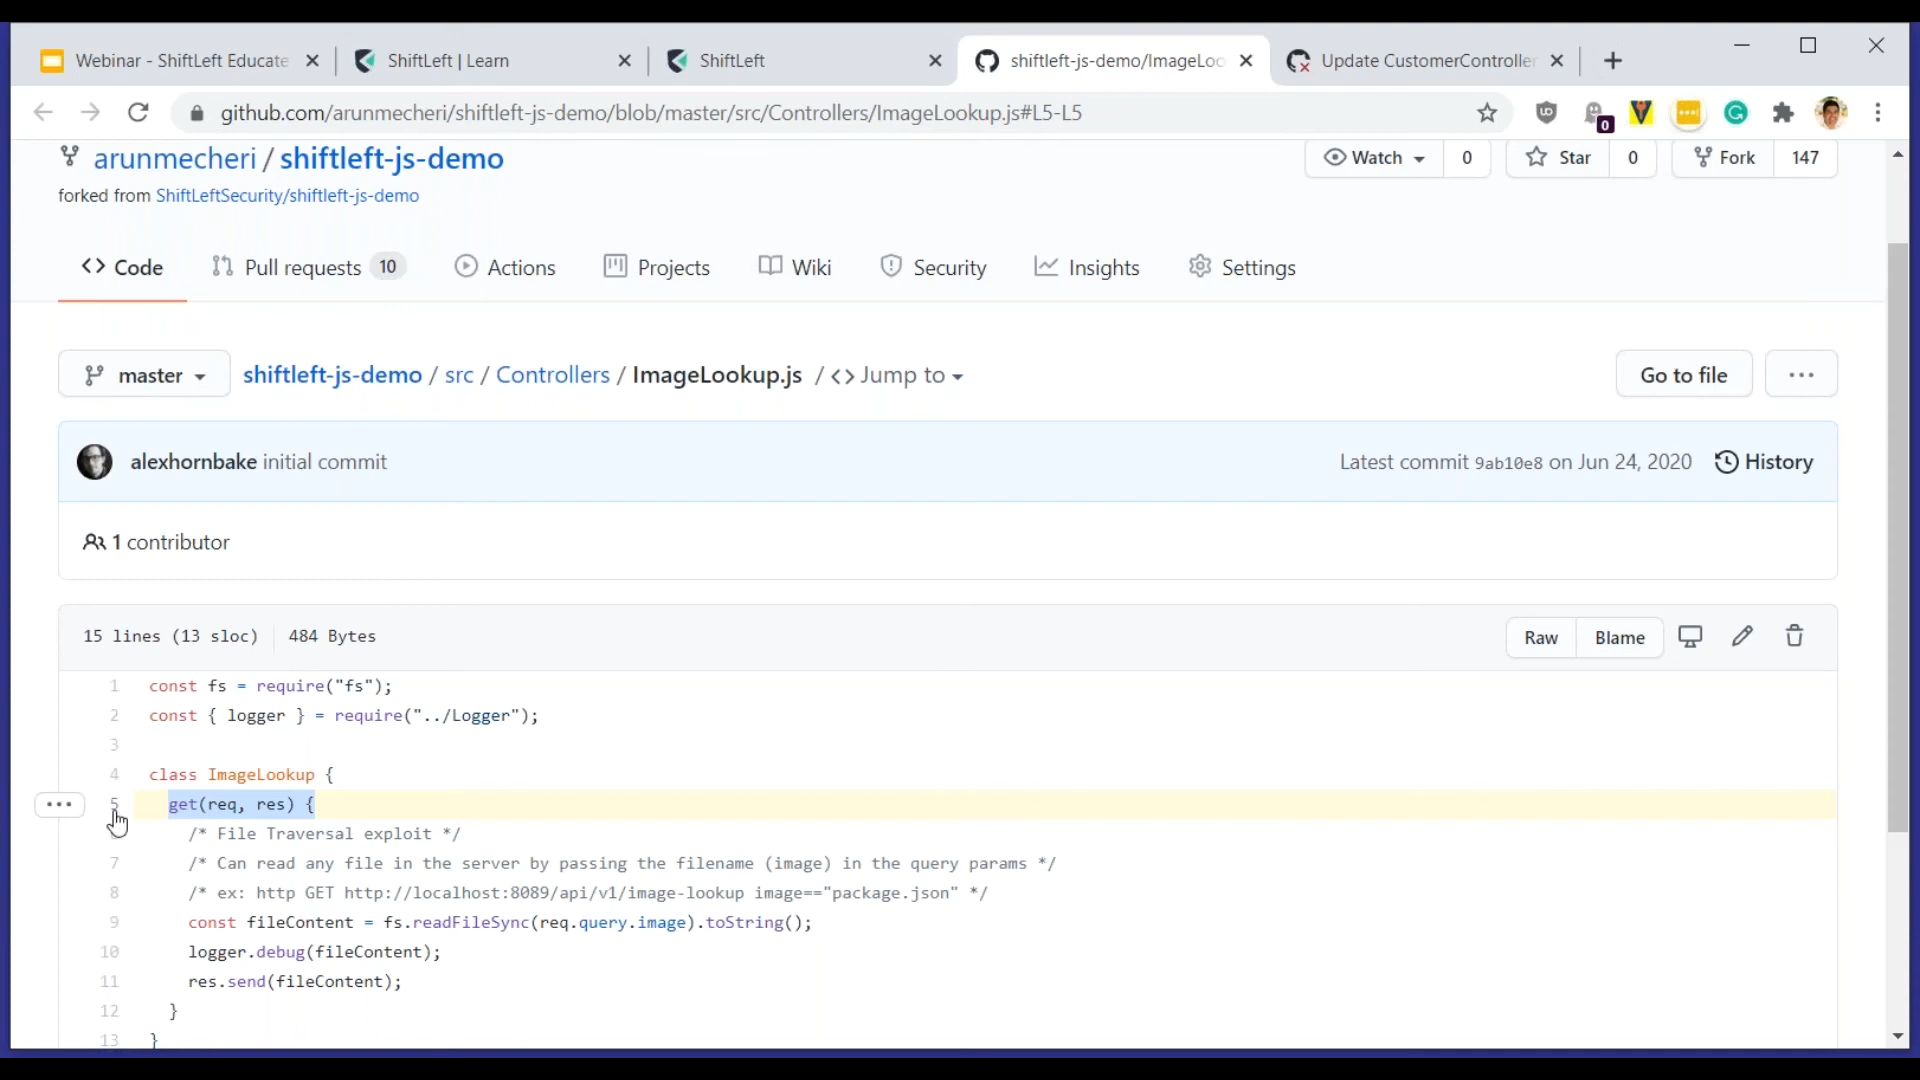 Webinar - ShiftLeft Educate
ShiftLeft | Learn
ShiftLeft
shiftleft-js-demo/ImageLoo
Update CustomerController
github.com/arunmecheri/shiftleft-js-demo/blob/master/src/Controllers/ImageLookup.js#L5-L5
0
arunmecheri / shiftleft-js-demo
Watch 0
Star 0
Fork 147
forked from ShiftLeftSecurity/shiftleft-js-demo
Code
Pull requests 10
Actions
Projects
Wiki
Security
Insights
Settings
master
shiftleft-js-demo / src / Controllers / ImageLookup.js / <> Jump to
Go to file
...
alexhornbake initial commit
Latest commit 9ab10e8 on Jun 24, 2020
History
1 contributor
15 lines (13 sloc) 484 Bytes
Raw
Blame
1 const fs = require("fs");
2 const { logger } = require("../Logger");
3
4 class ImageLookup {
5 get(req, res) {
/* File Traversal exploit */
7 /* Can read any file in the server by passing the filename (image) in the query params */
8 /* ex: http GET http://localhost:8089/api/v1/image-lookup image=="package.json" */
9 const fileContent = fs.readFileSync(req.query.image).toString();
10 logger.debug(fileContent);
11 res.send(fileContent);
12 }
13 }